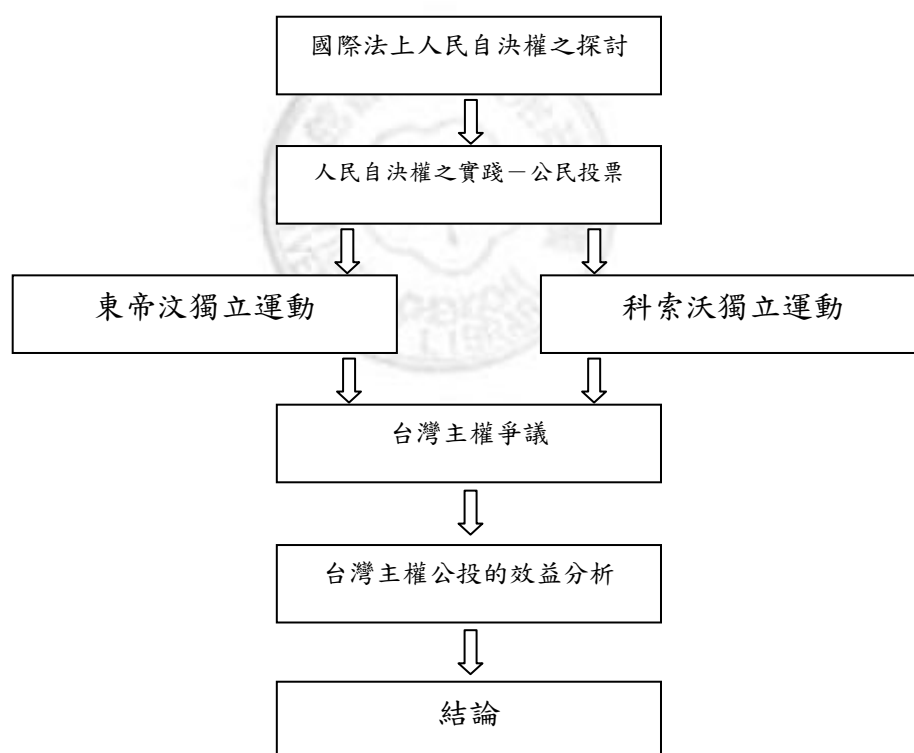 國際法上人民自決權之探討
人民自決權之實踐－公民投票
東帝汶獨立運動
科索沃獨立運動
台灣主權爭議
台灣主權公投的效益分析
結論